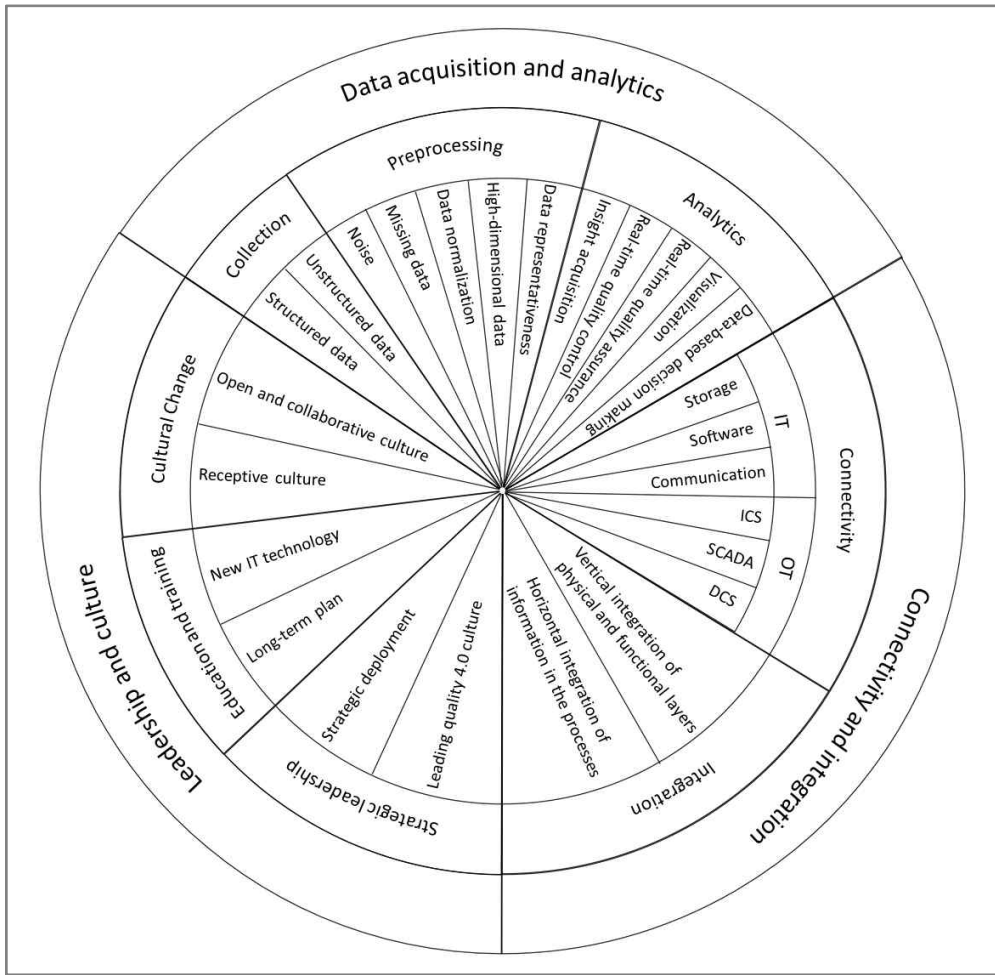 Data acquisition and analytics
Collection
Structured data
Unstructured data
Preprocessing
Noise
Missing data
Data normalization
High-dimensional data
Data representativeness
Analytics
Insight acquisition
Real-time quality control
Real-time quality assurance
Visualization
Data-based decision making
Connectivity and integration
Connectivity
IT
Storage
Software
Communication
OT
ICS
SCADA
DCS
Integration
Vertical integration of
physical and functional layers
Horizontal integration of
information in the processes
Leadership and culture
Strategic leadership
Leading quality 4.0 culture
Strategic deployment
Education and training
Long-term plan
New IT technology
Cultural Change
Receptive culture
Open and collaborative culture